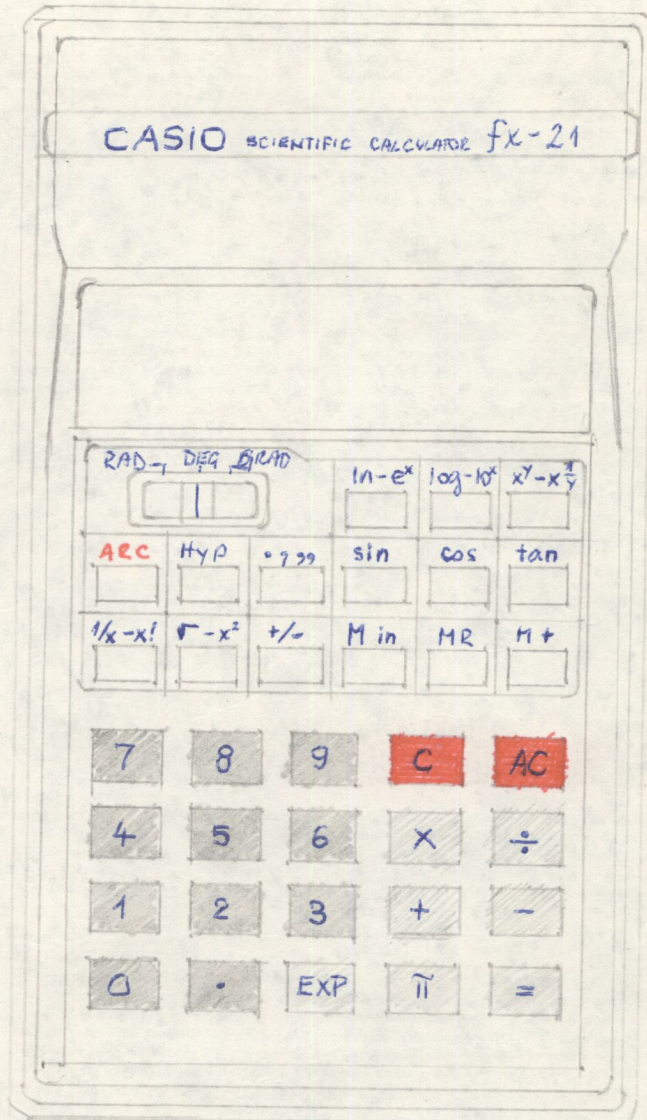 CASIO SCIENTIFIC CALCULATOR fx-21
RAD DEG GRAD
ln-eˣ log-10ˣ xʸ-x¹⁄ʸ
ARC HYP ° ' " sin cos tan
1/x-x! √-x² +/- M in MR M+
7 8 9 C AC
4 5 6 × ÷
1 2 3 + -
0 . EXP π =